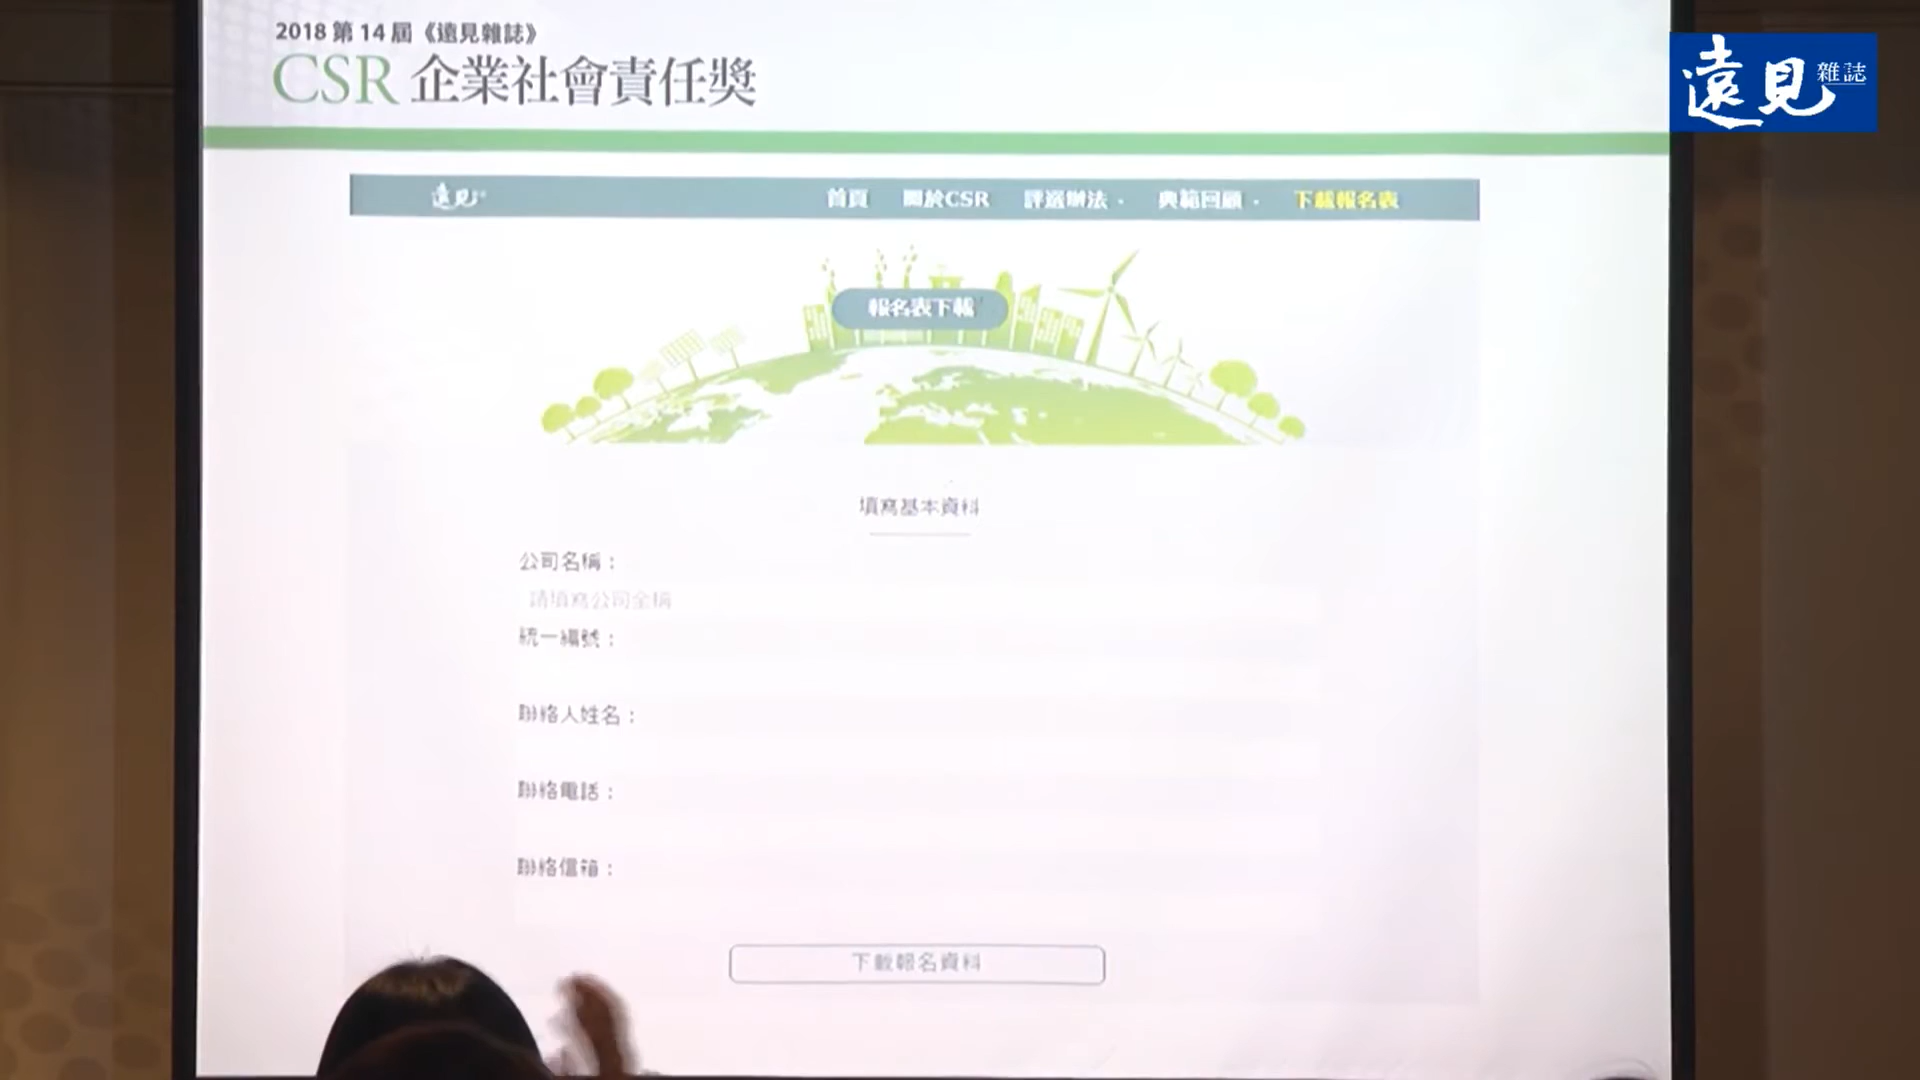 2018 第 14 屆《遠見雜誌》
CSR 企業社會責任獎
遠見 雜誌
遠見
首頁 關於CSR 評選辦法 典範回顧 下載報名表
報名表下載
填寫基本資料
公司名稱：
請填寫公司全稱
統一編號：
聯絡人姓名：
聯絡電話：
聯絡信箱：
下載報名資料